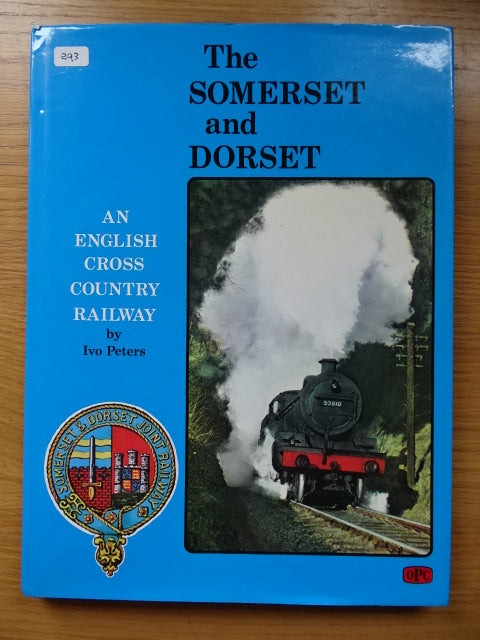 293
The
SOMERSET
and
DORSET
AN
ENGLISH
CROSS
COUNTRY
RAILWAY
by
Ivo Peters
53810
SOMERSET & DORSET JOINT RAILWAY
OPC